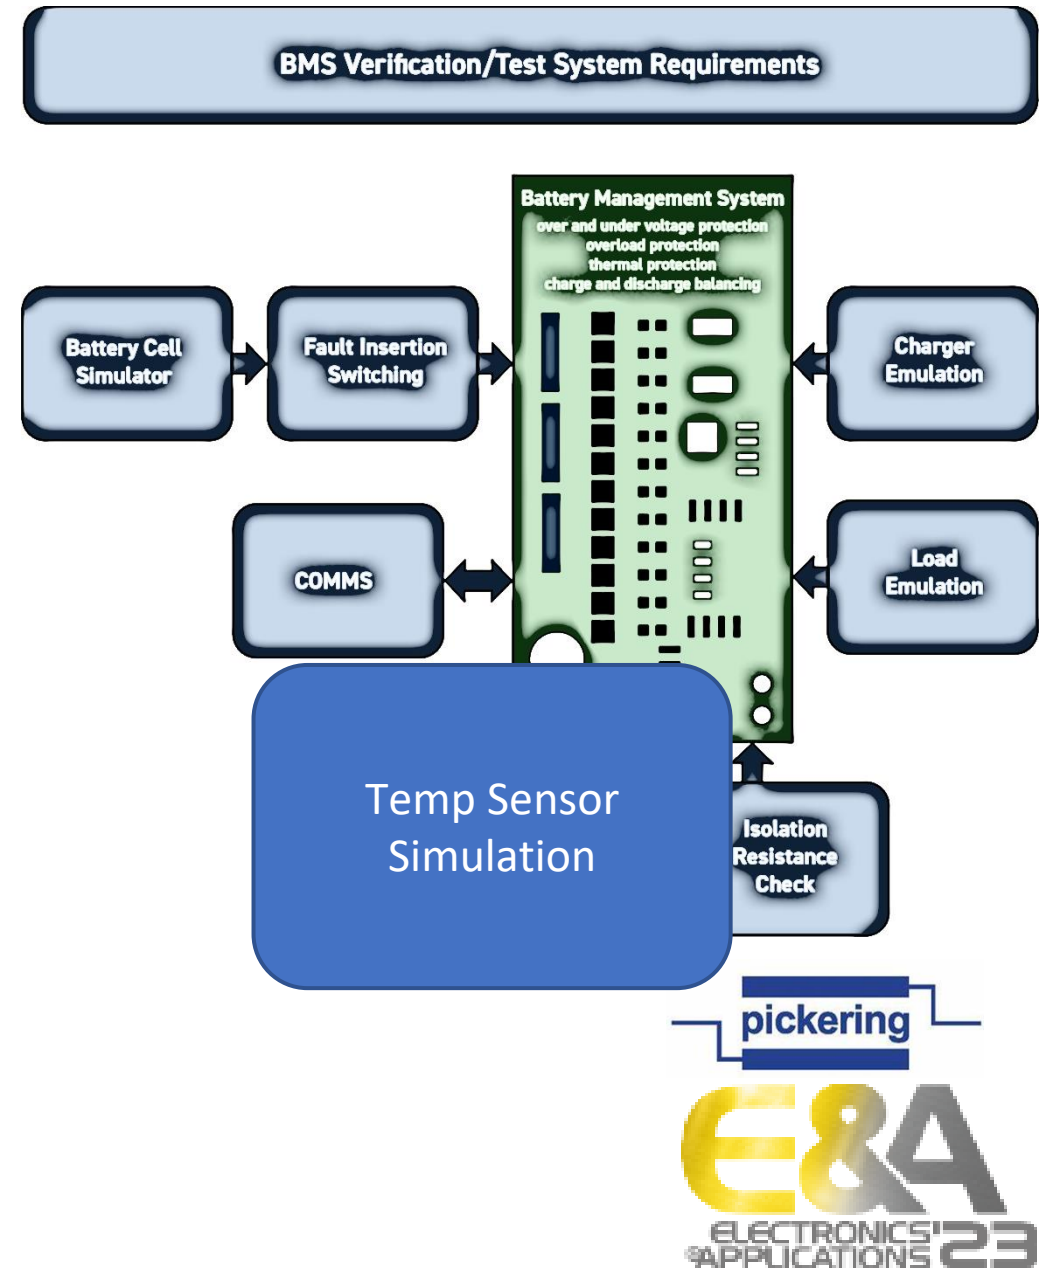 BMS Verification/Test System Requirements
Battery Management System
over and under voltage protection
overload protection
thermal protection
charge and discharge balancing
Battery Cell
Simulator
Fault Insertion
Switching
Charger
Emulation
COMMS
Load
Emulation
Temp Sensor
Simulation
Isolation
Resistance
Check
pickering
E&A
ELECTRONICS
&APPLICATIONS '23